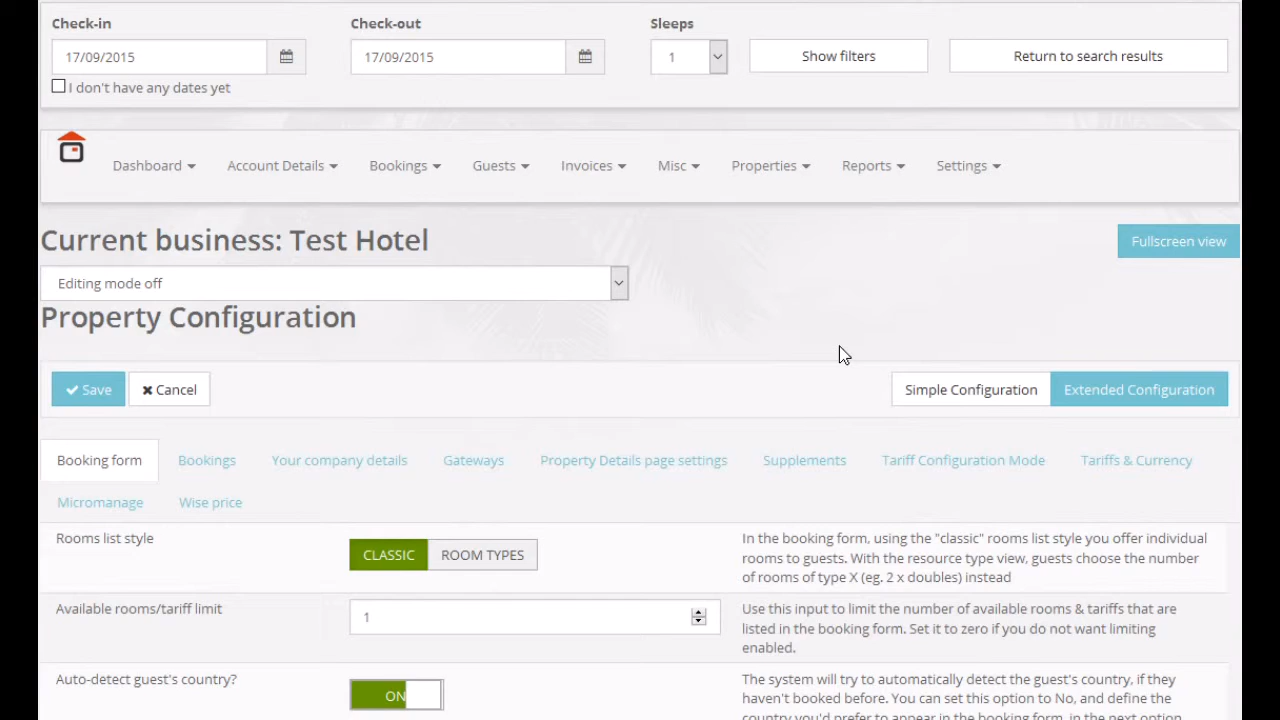 Check-in Check-out Sleeps
17/09/2015 17/09/2015 1 Show filters Return to search results
I don't have any dates yet
Dashboard Account Details Bookings Guests Invoices Misc Properties Reports Settings
Current business: Test Hotel Fullscreen view
Editing mode off
Property Configuration
Save Cancel Simple Configuration Extended Configuration
Booking form Bookings Your company details Gateways Property Details page settings Supplements Tariff Configuration Mode Tariffs & Currency
Micromanage Wise price
Rooms list style
CLASSIC ROOM TYPES
In the booking form, using the "classic" rooms list style you offer individual
rooms to guests. With the resource type view, guests choose the number
of rooms of type X (eg. 2 x doubles) instead
Available rooms/tariff limit
1
Use this input to limit the number of available rooms & tariffs that are
listed in the booking form. Set it to zero if you do not want limiting
enabled.
Auto-detect guest's country?
ON
The system will try to automatically detect the guest's country, if they
haven't booked before. You can set this option to No, and define the
country you'd prefer to appear in the booking form, in the next option